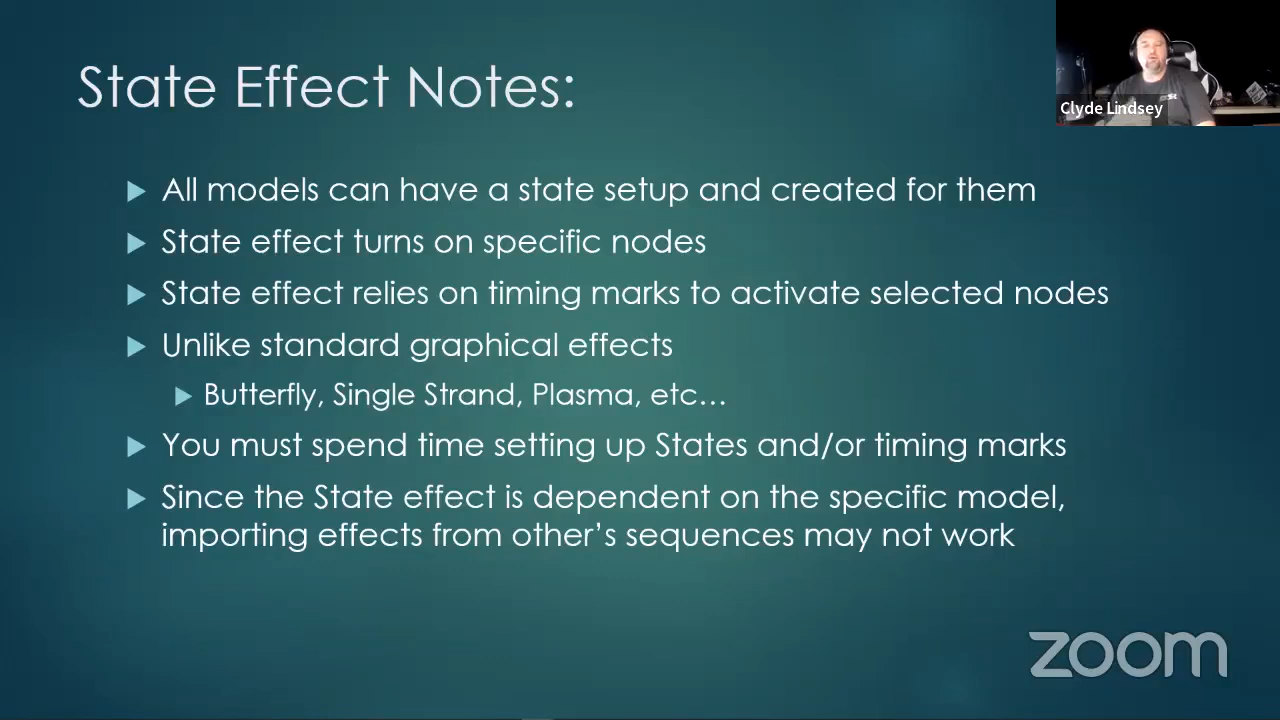 State Effect Notes:
Clyde Lindsey
All models can have a state setup and created for them
State effect turns on specific nodes
State effect relies on timing marks to activate selected nodes
Unlike standard graphical effects
Butterfly, Single Strand, Plasma, etc…
You must spend time setting up States and/or timing marks
Since the State effect is dependent on the specific model,
importing effects from other’s sequences may not work
zoom